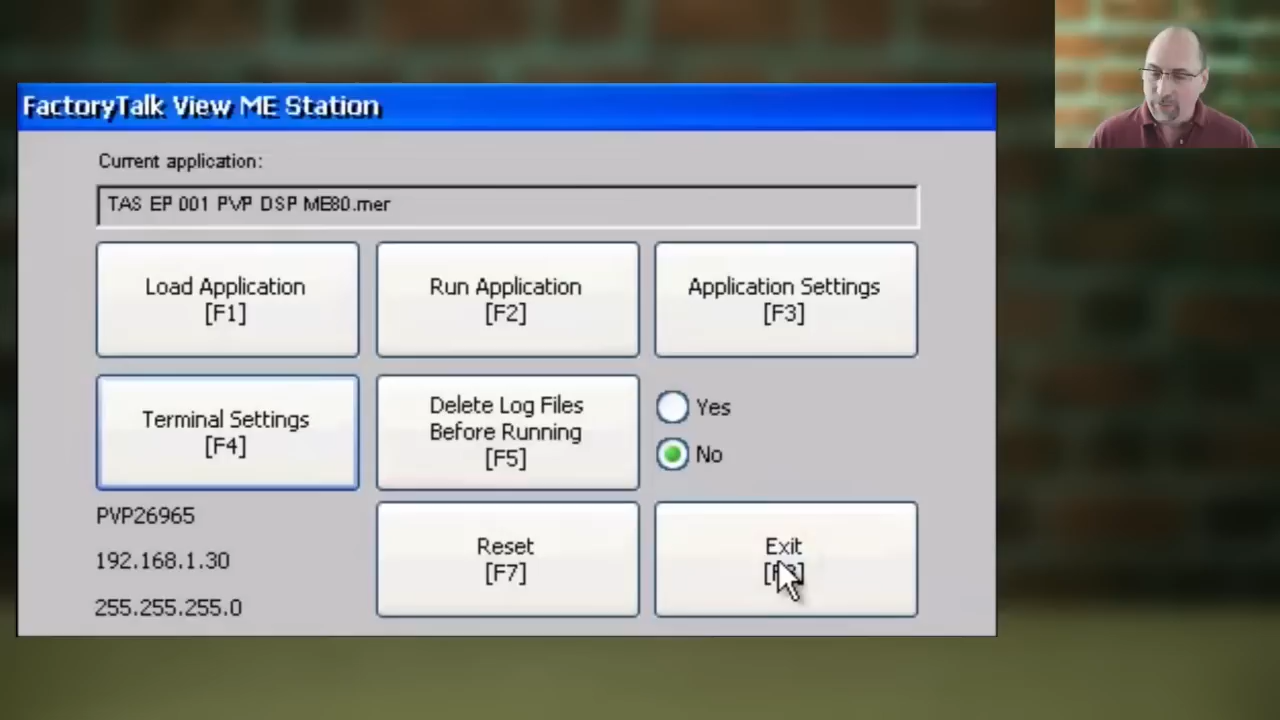 FactoryTalk View ME Station
Current application:
TAS EP 001 PVP DSP ME80.mer
Load Application
[F1]
Run Application
[F2]
Application Settings
[F3]
Terminal Settings
[F4]
Delete Log Files
Before Running
[F5]
Yes
No
PVP26965
192.168.1.30
255.255.255.0
Reset
[F7]
Exit